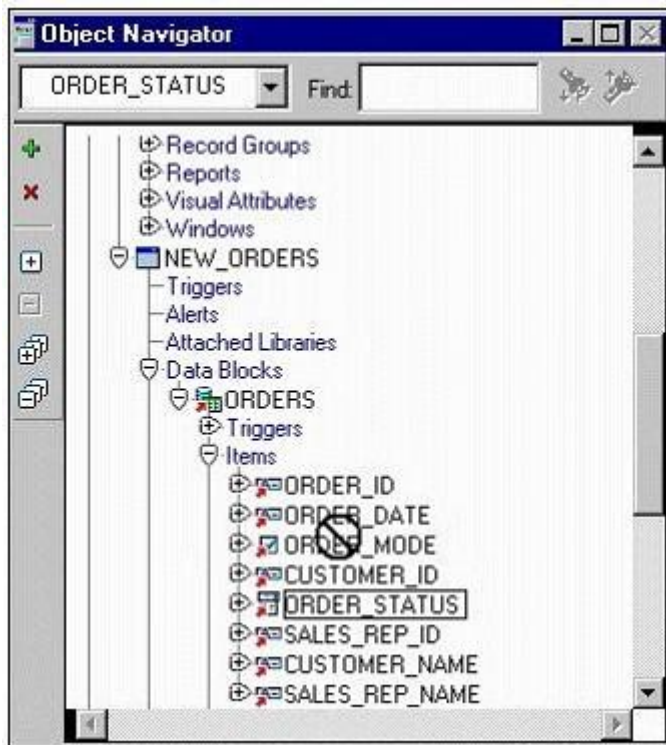 Object Navigator
ORDER_STATUS Find:
Record Groups
Reports
Visual Attributes
Windows
NEW_ORDERS
Triggers
Alerts
Attached Libraries
Data Blocks
ORDERS
Triggers
Items
ORDER_ID
ORDER_DATE
ORDER_MODE
CUSTOMER_ID
ORDER_STATUS
SALES_REP_ID
CUSTOMER_NAME
SALES_REP_NAME